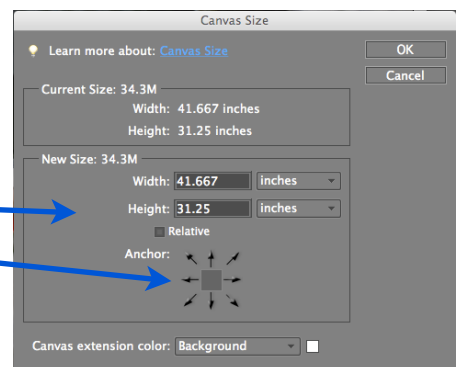 Canvas Size
Learn more about: Canvas Size
OK
Cancel
Current Size: 34.3M
Width: 41.667 inches
Height: 31.25 inches
New Size: 34.3M
Width: 41.667 inches
Height: 31.25 inches
Relative
Anchor:
Canvas extension color: Background